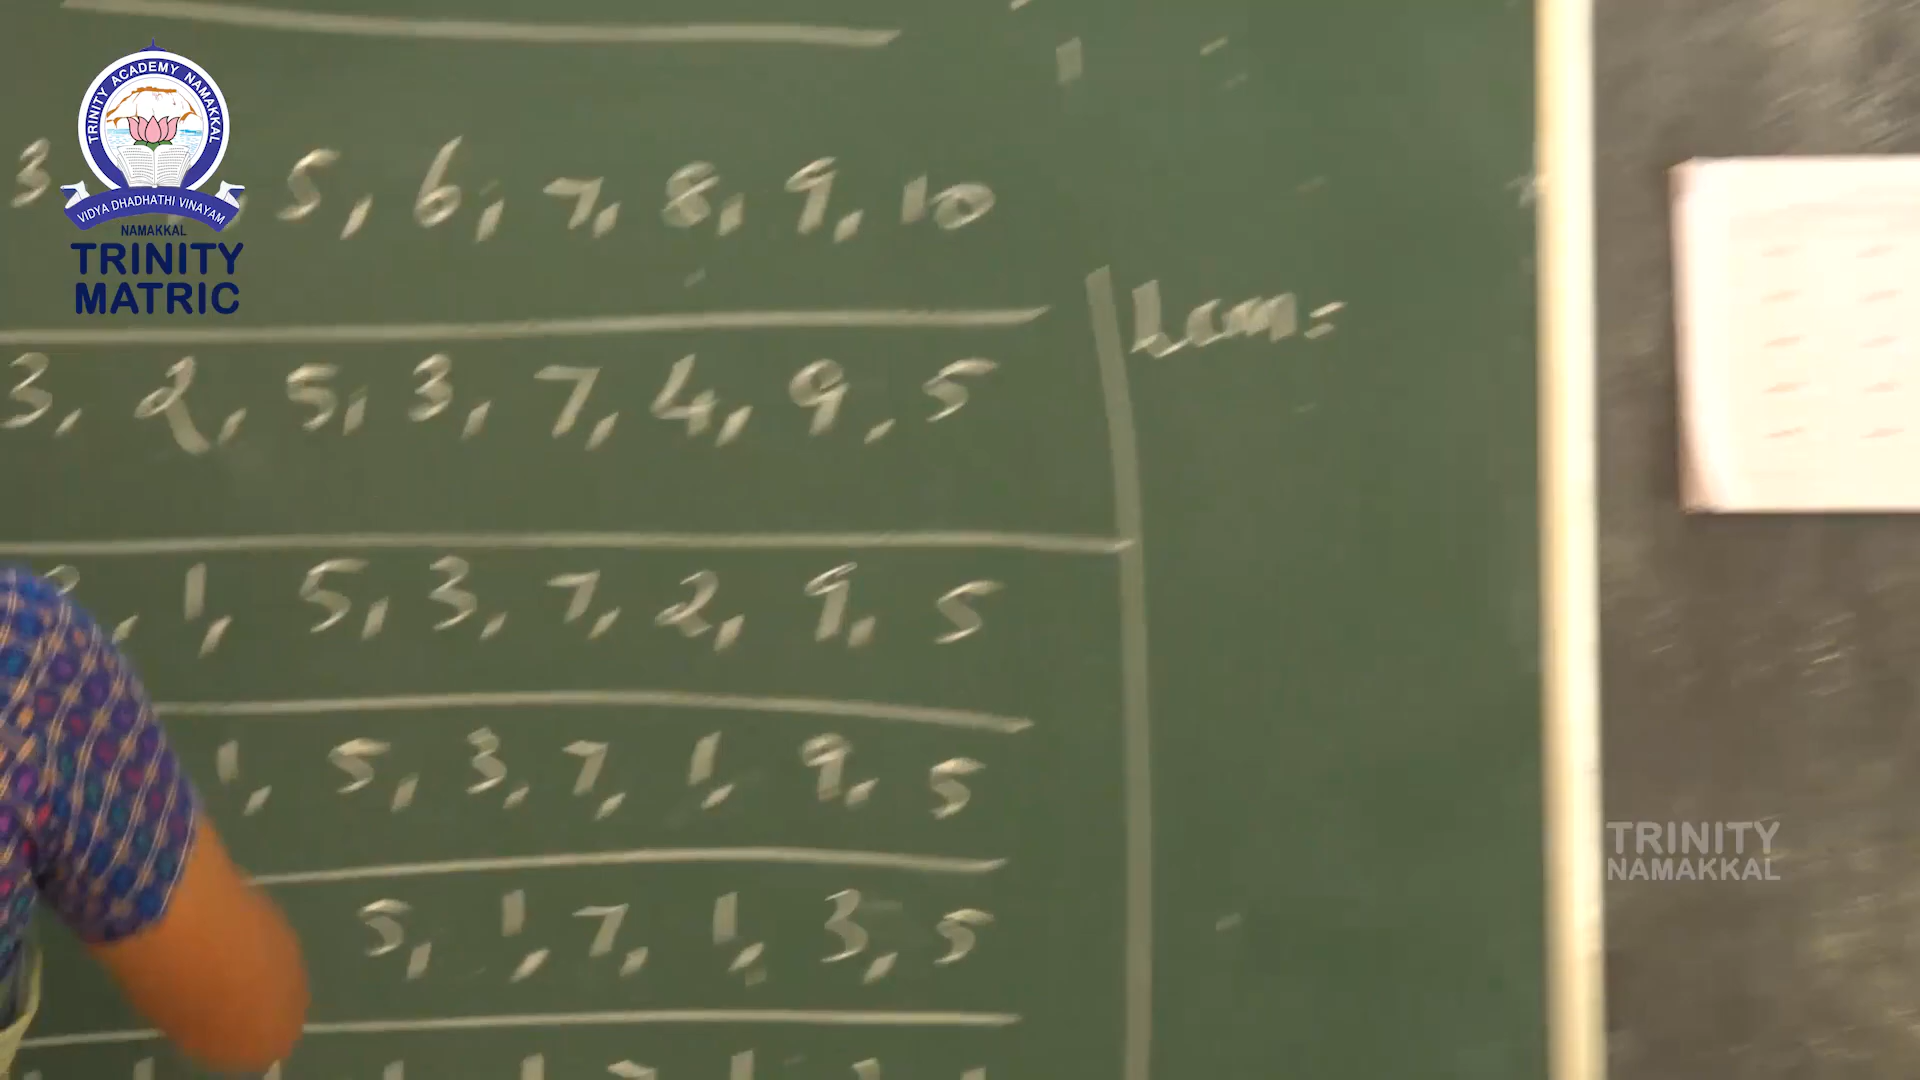 TRINITY ACADEMY NAMAKKAL
VIDYA DHADHATHI VINAYAM
NAMAKKAL
TRINITY
MATRIC
3
5, 6, 7, 8, 9, 10
Lcm =
3, 2, 5, 3, 7, 4, 9, 5
1, 5, 3, 7, 2, 9, 5
1, 5, 3, 7, 1, 9, 5
5, 1, 7, 1, 3, 5
TRINITY
NAMAKKAL